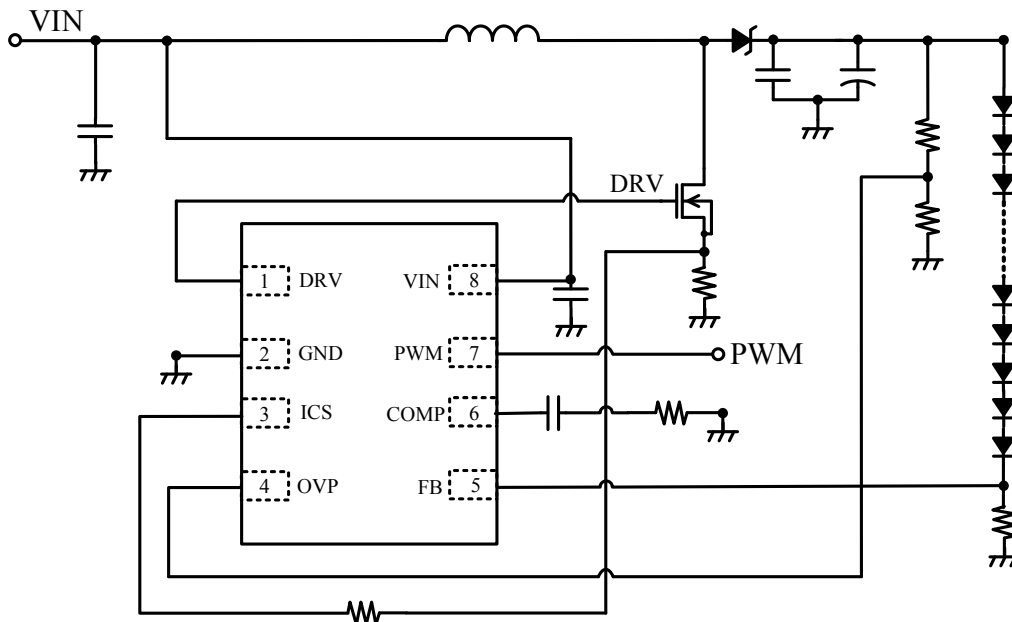 VIN
DRV
1 DRV
VIN 8
2 GND
PWM 7
PWM
3 ICS
COMP 6
4 OVP
FB 5